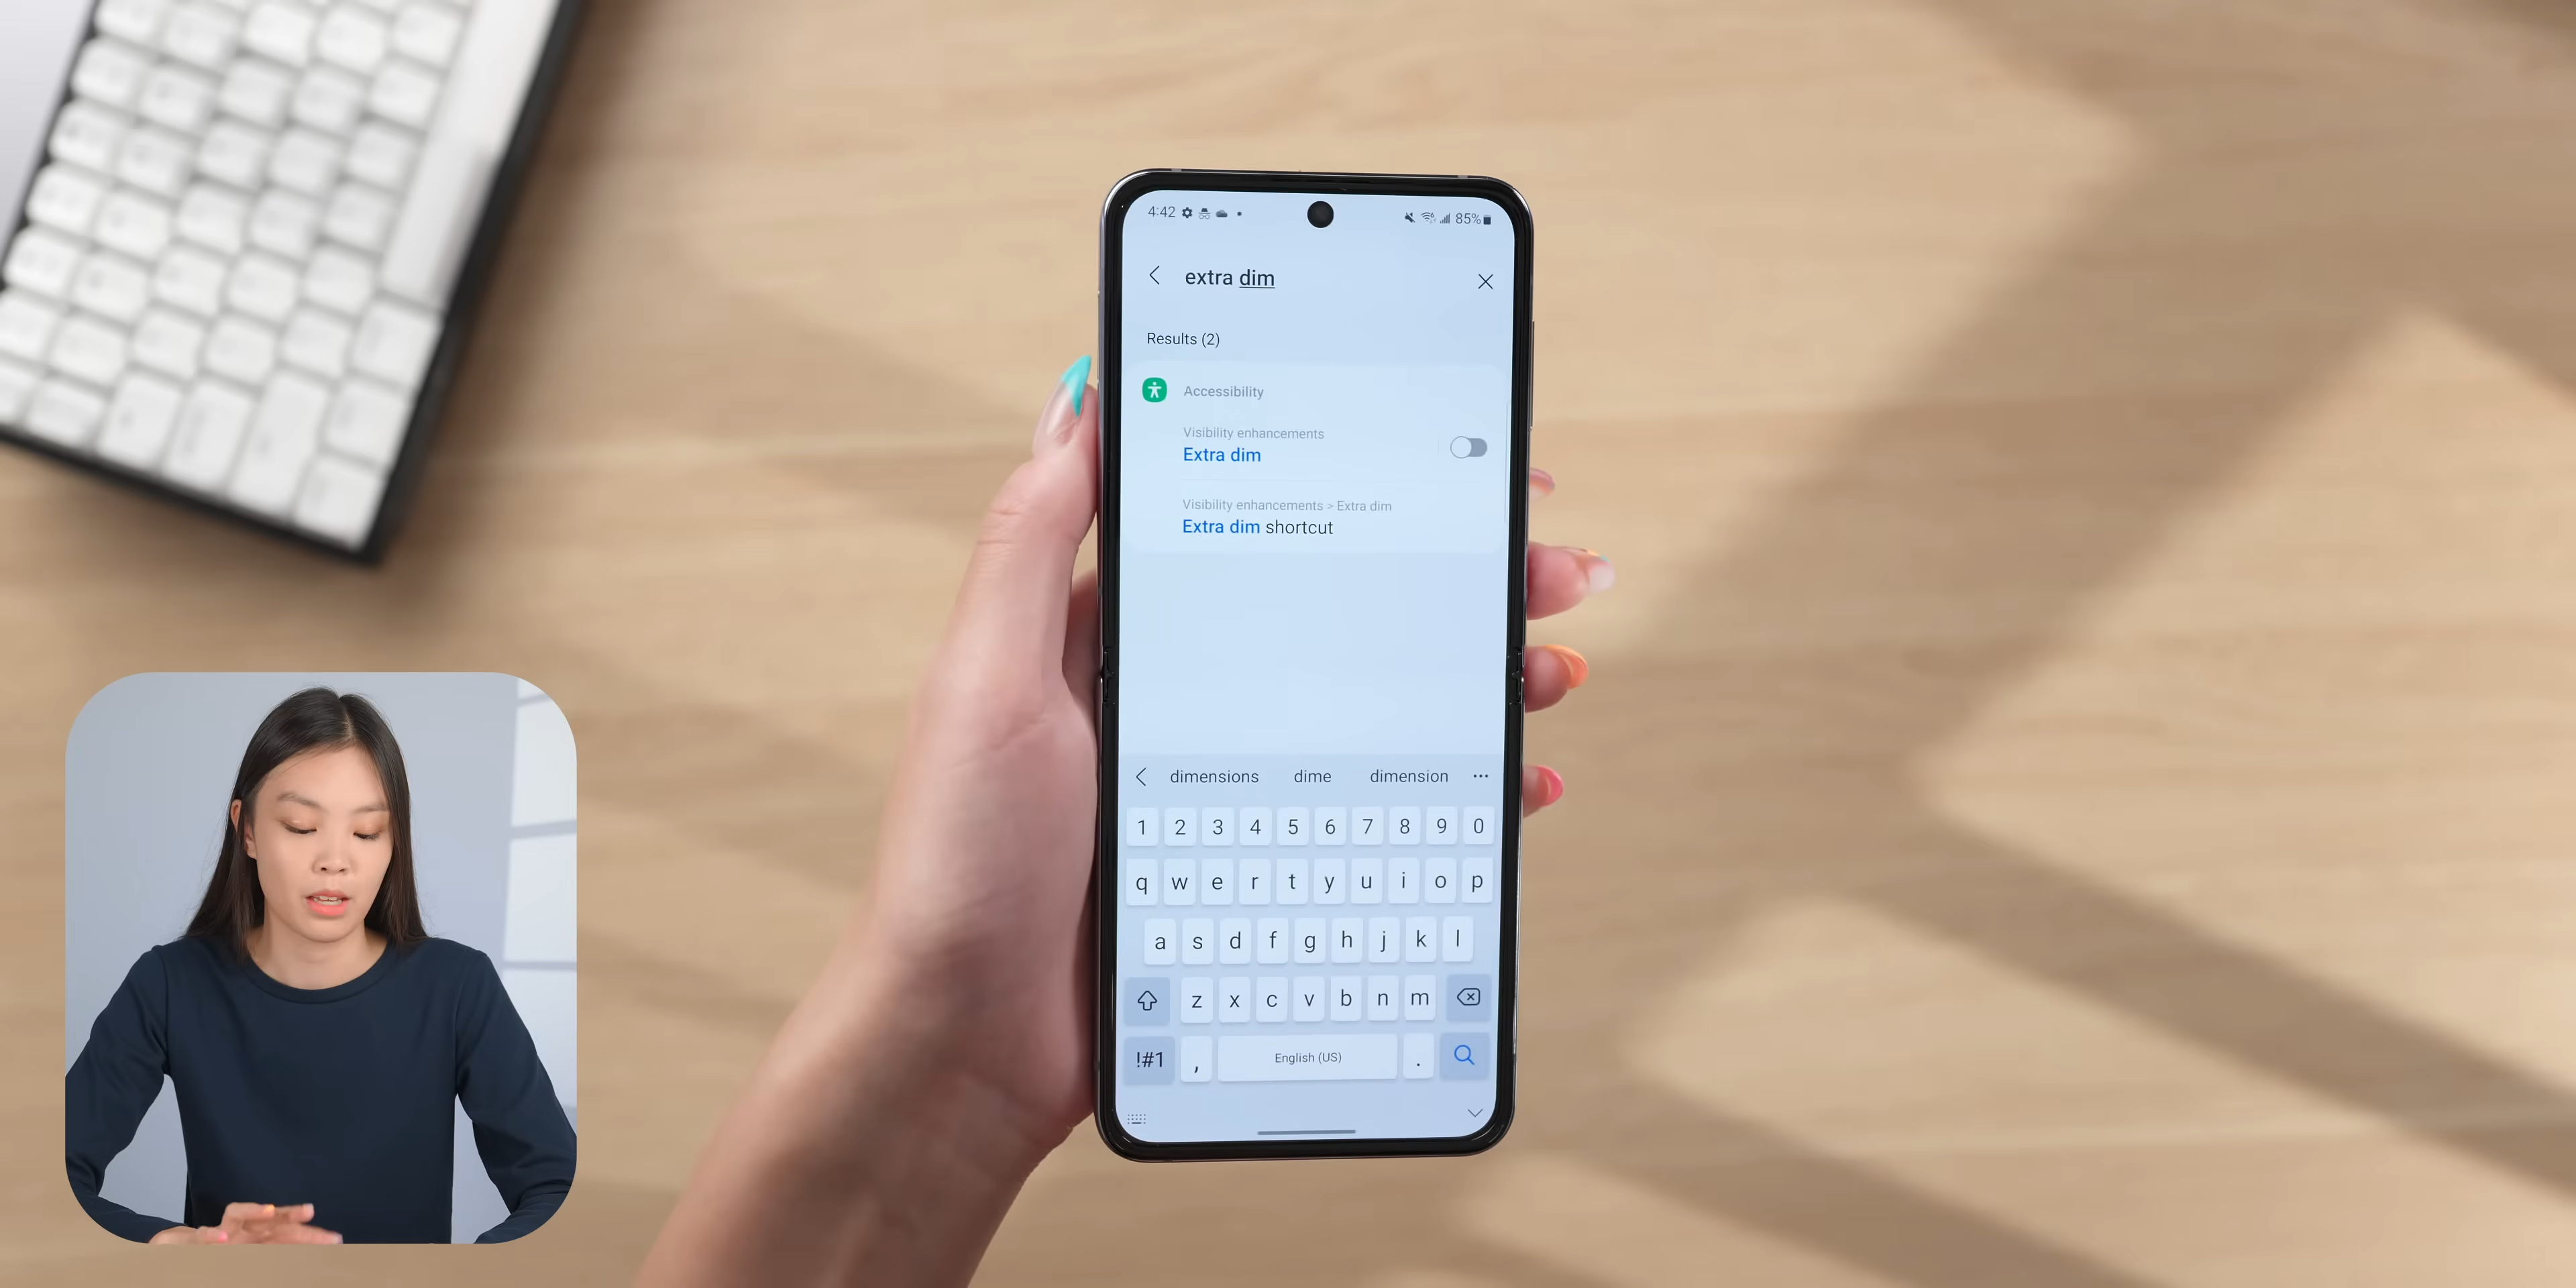 4:42
85%
extra dim
Results (2)
Accessibility
Visibility enhancements
Extra dim
Visibility enhancements > Extra dim
Extra dim shortcut
dimensions dime dimension
1 2 3 4 5 6 7 8 9 0
q w e r t y u i o p
a s d f g h j k l
z x c v b n m
!#1 , English (US) .